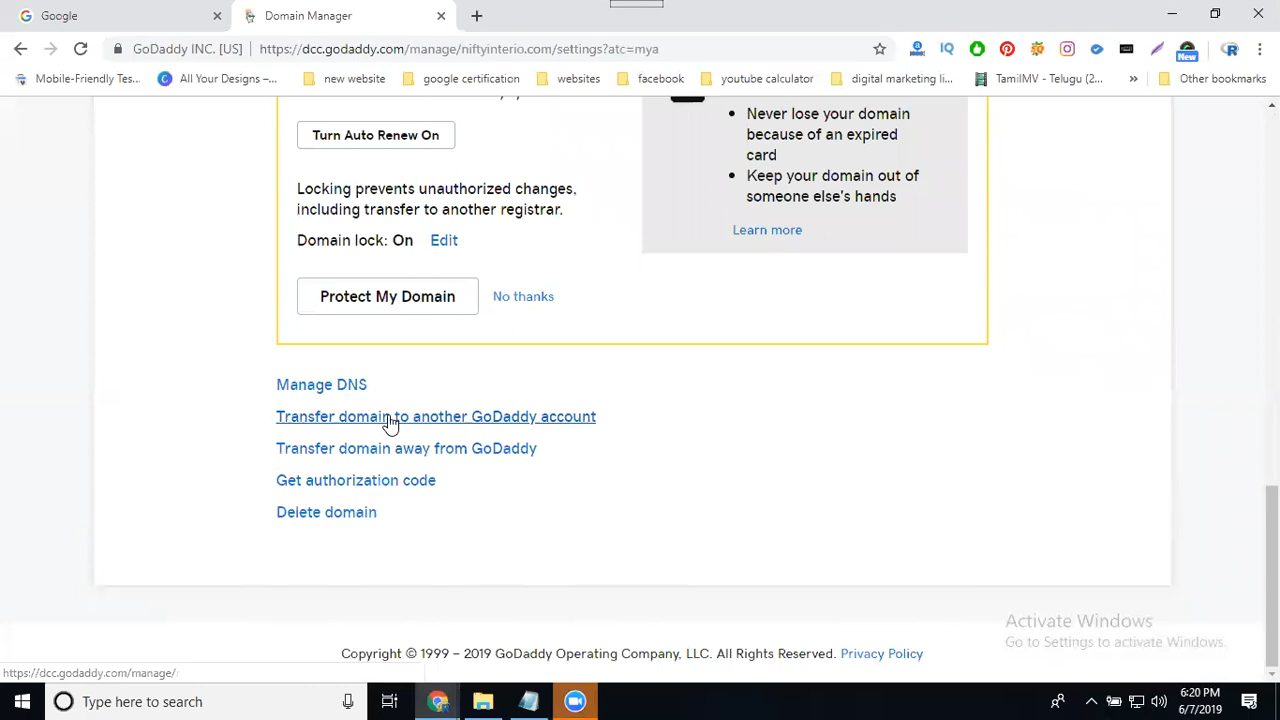 Google
Domain Manager
GoDaddy INC. [US] https://dcc.godaddy.com/manage/niftyinterio.com/settings?atc=mya
New
Mobile-Friendly Tes...
All Your Designs –...
new website
google certification
websites
facebook
youtube calculator
digital marketing li...
TamilMV - Telugu (2...
Other bookmarks
Never lose your domain
because of an expired
card
Turn Auto Renew On
Keep your domain out of
someone else's hands
Learn more
Locking prevents unauthorized changes,
including transfer to another registrar.
Domain lock: On Edit
Protect My Domain No thanks
Manage DNS
Transfer domain to another GoDaddy account
Transfer domain away from GoDaddy
Get authorization code
Delete domain
Activate Windows
Go to Settings to activate Windows.
Copyright © 1999 – 2019 GoDaddy Operating Company, LLC. All Rights Reserved. Privacy Policy
https://dcc.godaddy.com/manage/
Type here to search
6:20 PM
6/7/2019